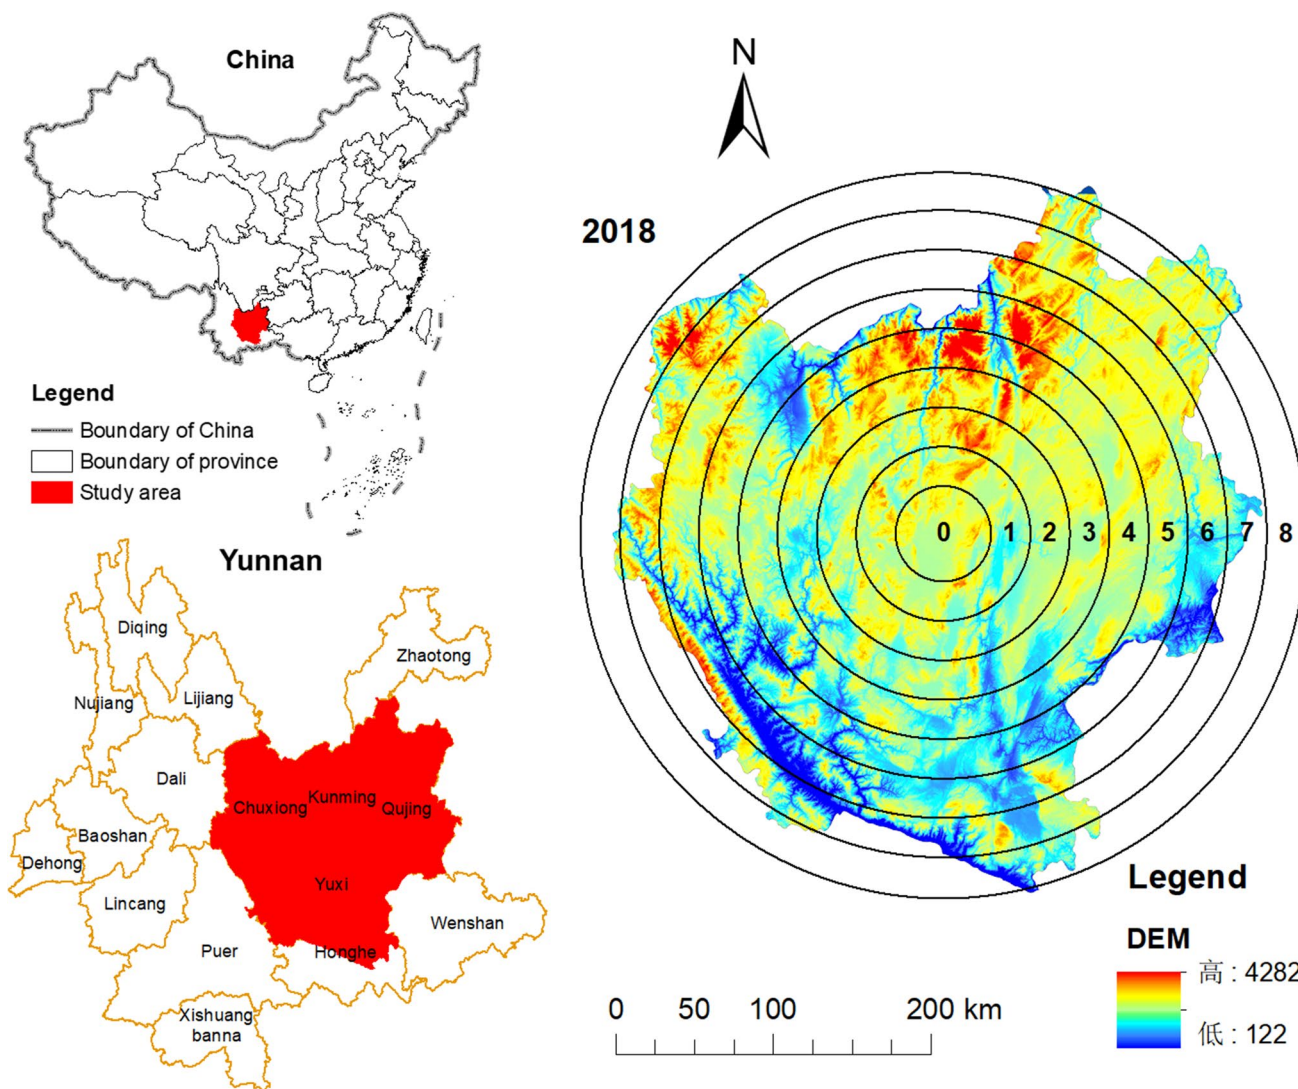 China
Legend
Boundary of China
Boundary of province
Study area
Yunnan
Diqing
Zhaotong
Nujiang
Lijiang
Dali
Chuxiong
Kunming
Qujing
Baoshan
Dehong
Yuxi
Lincang
Wenshan
Puer
Honghe
Xishuang
banna
N
2018
0 1 2 3 4 5 6 7 8
Legend
DEM
高 : 4282
低 : 122
0 50 100 200 km